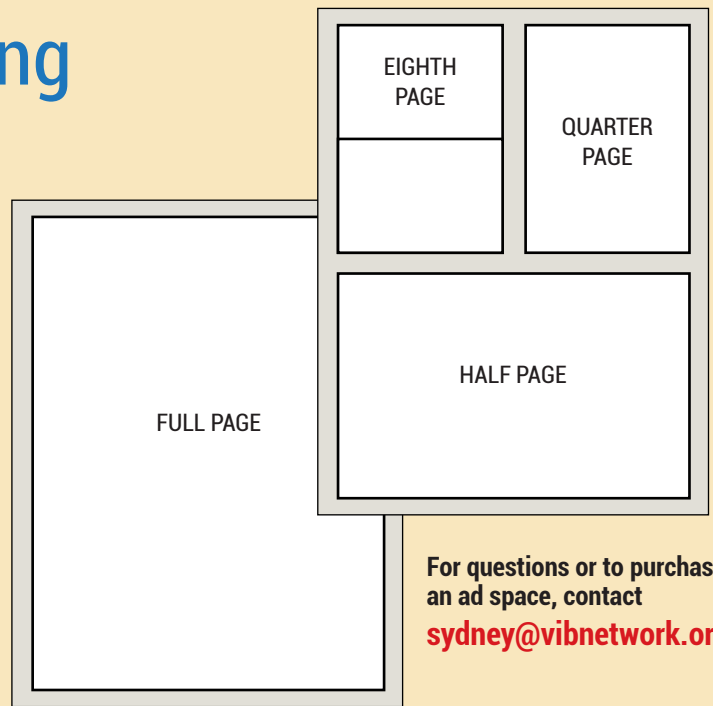 ng
EIGHTH
PAGE
QUARTER
PAGE
HALF PAGE
FULL PAGE
For questions or to purchas
an ad space, contact
sydney@vibnetwork.or